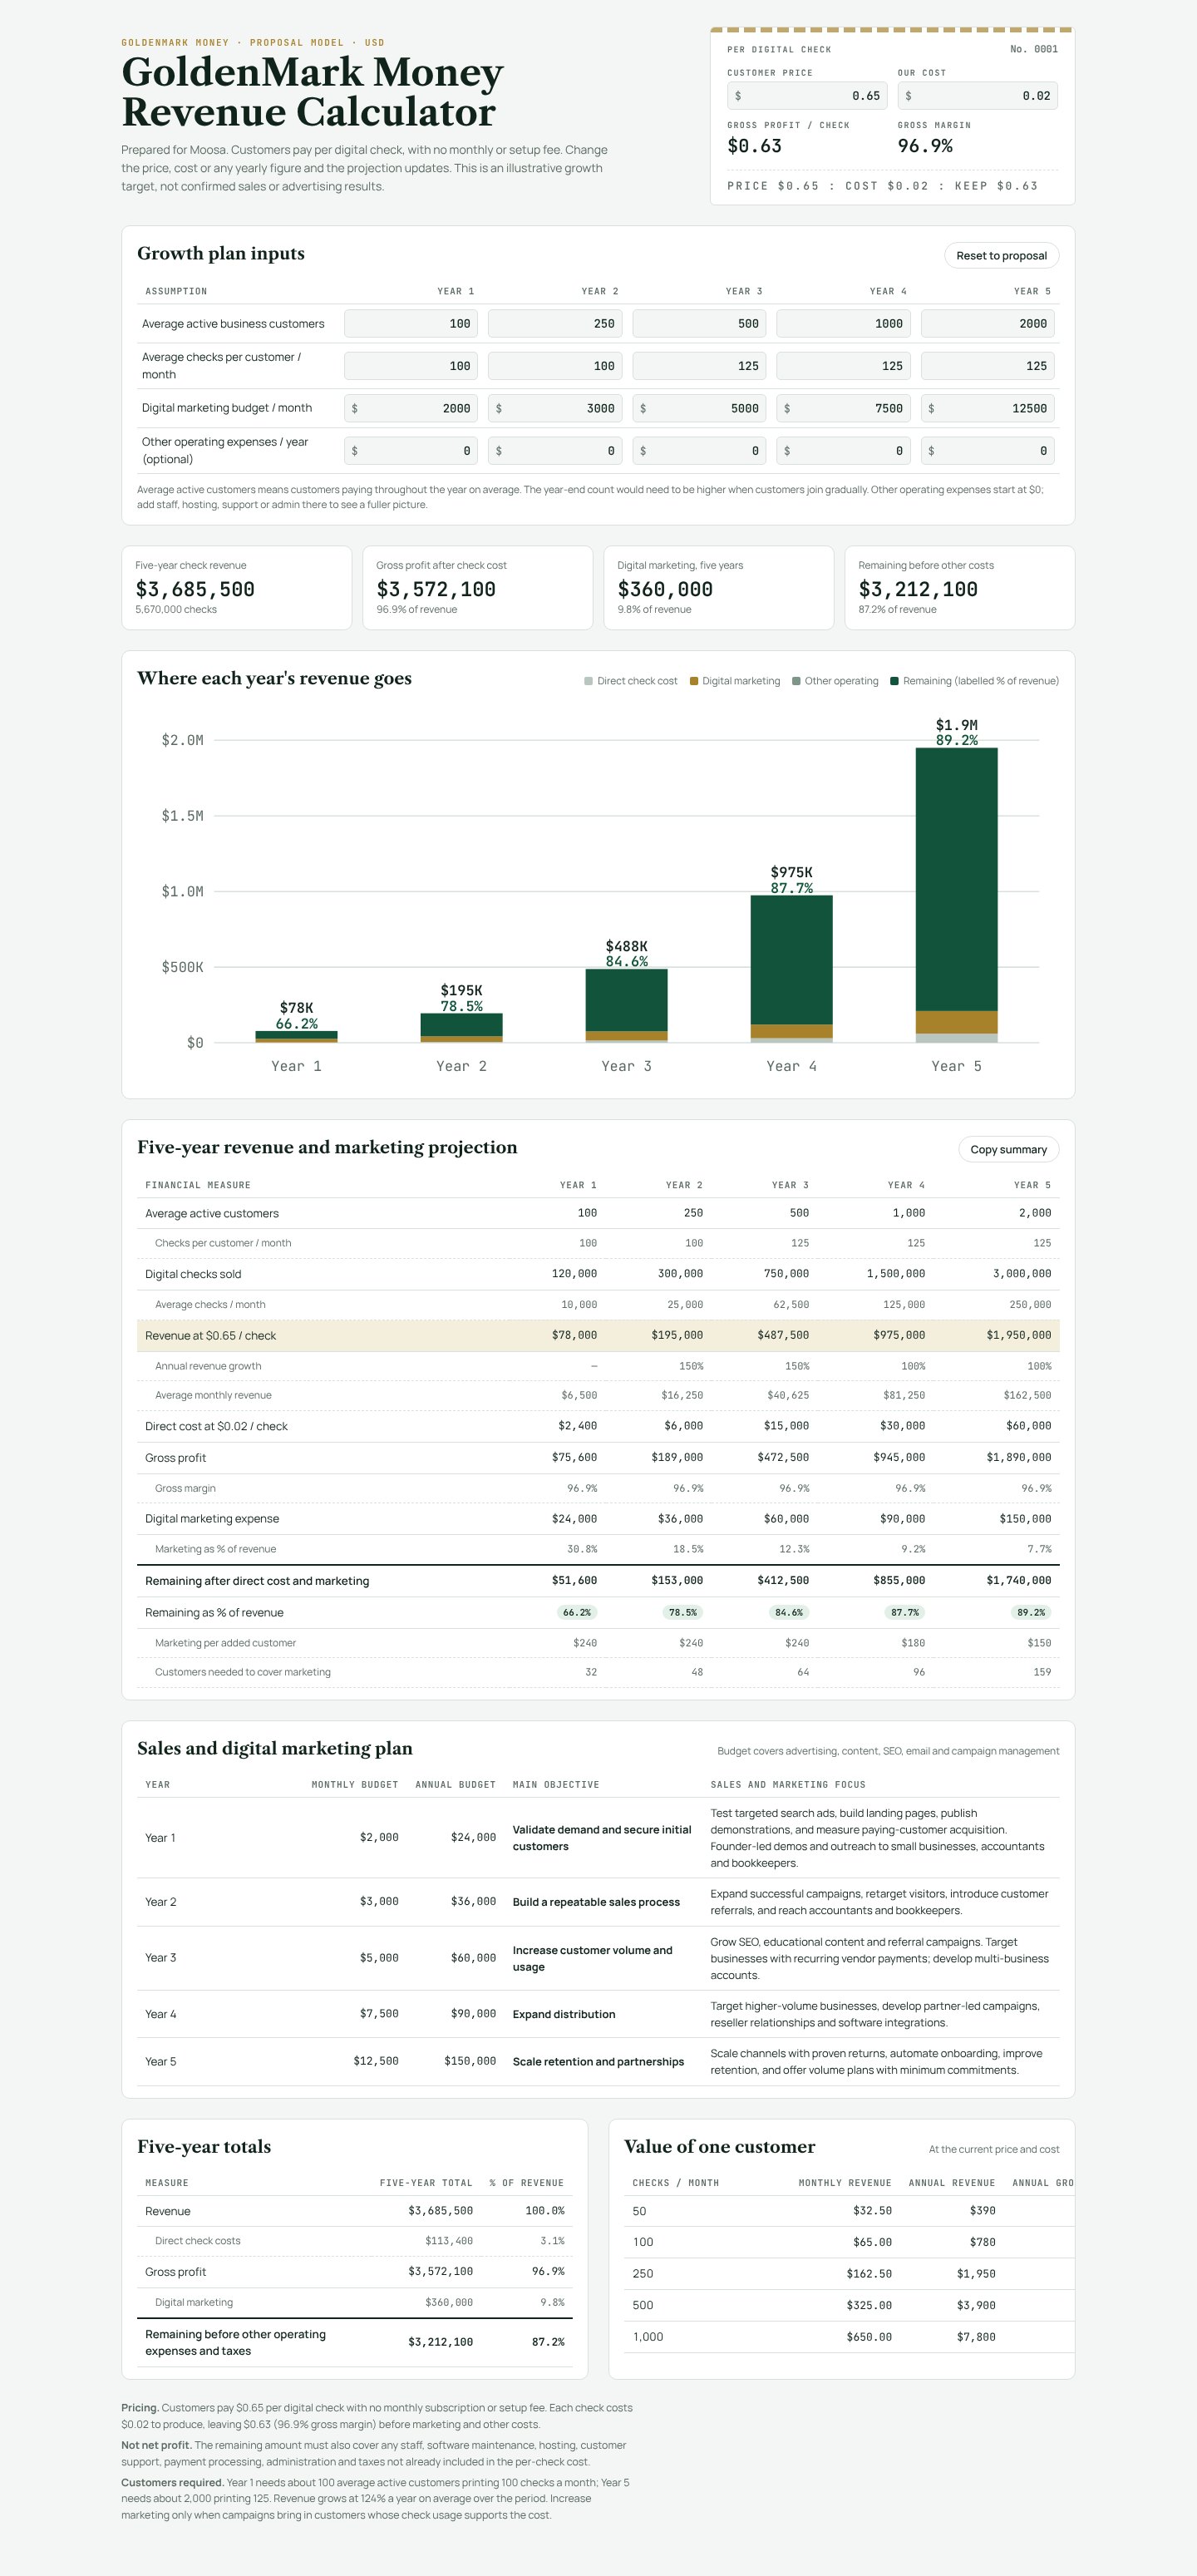 GOLDENMARK MONEY · PROPOSAL MODEL · USD
GoldenMark Money
Revenue Calculator
Prepared for Moosa. Customers pay per digital check, with no monthly or setup fee. Change
the price, cost or any yearly figure and the projection updates. This is an illustrative growth
target, not confirmed sales or advertising results.
PER DIGITAL CHECK No. 0001
CUSTOMER PRICE OUR COST
$ 0.65 $ 0.02
GROSS PROFIT / CHECK GROSS MARGIN
$0.63 96.9%
PRICE $0.65 : COST $0.02 : KEEP $0.63
Growth plan inputs Reset to proposal
ASSUMPTION YEAR 1 YEAR 2 YEAR 3 YEAR 4 YEAR 5
Average active business customers 100 250 500 1000 2000
Average checks per customer /
month 100 100 125 125 125
Digital marketing budget / month $ 2000 $ 3000 $ 5000 $ 7500 $ 12500
Other operating expenses / year
(optional) $ 0 $ 0 $ 0 $ 0 $ 0
Average active customers means customers paying throughout the year on average. The year-end count would need to be higher when customers join gradually. Other operating expenses start at $0;
add staff, hosting, support or admin there to see a fuller picture.
Five-year check revenue
$3,685,500
5,670,000 checks
Gross profit after check cost
$3,572,100
96.9% of revenue
Digital marketing, five years
$360,000
9.8% of revenue
Remaining before other costs
$3,212,100
87.2% of revenue
Where each year's revenue goes
Direct check cost Digital marketing Other operating Remaining (labelled % of revenue)
$2.0M
$1.5M
$1.0M
$500K
$0
$78K
66.2%
$195K
78.5%
$488K
84.6%
$975K
87.7%
$1.9M
89.2%
Year 1 Year 2 Year 3 Year 4 Year 5
Five-year revenue and marketing projection Copy summary
FINANCIAL MEASURE YEAR 1 YEAR 2 YEAR 3 YEAR 4 YEAR 5
Average active customers 100 250 500 1,000 2,000
Checks per customer / month 100 100 125 125 125
Digital checks sold 120,000 300,000 750,000 1,500,000 3,000,000
Average checks / month 10,000 25,000 62,500 125,000 250,000
Revenue at $0.65 / check $78,000 $195,000 $487,500 $975,000 $1,950,000
Annual revenue growth — 150% 150% 100% 100%
Average monthly revenue $6,500 $16,250 $40,625 $81,250 $162,500
Direct cost at $0.02 / check $2,400 $6,000 $15,000 $30,000 $60,000
Gross profit $75,600 $189,000 $472,500 $945,000 $1,890,000
Gross margin 96.9% 96.9% 96.9% 96.9% 96.9%
Digital marketing expense $24,000 $36,000 $60,000 $90,000 $150,000
Marketing as % of revenue 30.8% 18.5% 12.3% 9.2% 7.7%
Remaining after direct cost and marketing $51,600 $153,000 $412,500 $855,000 $1,740,000
Remaining as % of revenue 66.2% 78.5% 84.6% 87.7% 89.2%
Marketing per added customer $240 $240 $240 $180 $150
Customers needed to cover marketing 32 48 64 96 159
Sales and digital marketing plan Budget covers advertising, content, SEO, email and campaign management
YEAR MONTHLY BUDGET ANNUAL BUDGET MAIN OBJECTIVE SALES AND MARKETING FOCUS
Year 1 $2,000 $24,000 Validate demand and secure initial
customers
Test targeted search ads, build landing pages, publish
demonstrations, and measure paying-customer acquisition.
Founder-led demos and outreach to small businesses, accountants
and bookkeepers.
Year 2 $3,000 $36,000 Build a repeatable sales process
Expand successful campaigns, retarget visitors, introduce customer
referrals, and reach accountants and bookkeepers.
Year 3 $5,000 $60,000 Increase customer volume and
usage
Grow SEO, educational content and referral campaigns. Target
businesses with recurring vendor payments; develop multi-business
accounts.
Year 4 $7,500 $90,000 Expand distribution
Target higher-volume businesses, develop partner-led campaigns,
reseller relationships and software integrations.
Year 5 $12,500 $150,000 Scale retention and partnerships
Scale channels with proven returns, automate onboarding, improve
retention, and offer volume plans with minimum commitments.
Five-year totals
MEASURE FIVE-YEAR TOTAL % OF REVENUE
Revenue $3,685,500 100.0%
Direct check costs $113,400 3.1%
Gross profit $3,572,100 96.9%
Digital marketing $360,000 9.8%
Remaining before other operating
expenses and taxes $3,212,100 87.2%
Value of one customer At the current price and cost
CHECKS / MONTH MONTHLY REVENUE ANNUAL REVENUE ANNUAL GRO
50 $32.50 $390
100 $65.00 $780
250 $162.50 $1,950
500 $325.00 $3,900
1,000 $650.00 $7,800
Pricing. Customers pay $0.65 per digital check with no monthly subscription or setup fee. Each check costs
$0.02 to produce, leaving $0.63 (96.9% gross margin) before marketing and other costs.
Not net profit. The remaining amount must also cover any staff, software maintenance, hosting, customer
support, payment processing, administration and taxes not already included in the per-check cost.
Customers required. Year 1 needs about 100 average active customers printing 100 checks a month; Year 5
needs about 2,000 printing 125. Revenue grows at 124% a year on average over the period. Increase
marketing only when campaigns bring in customers whose check usage supports the cost.